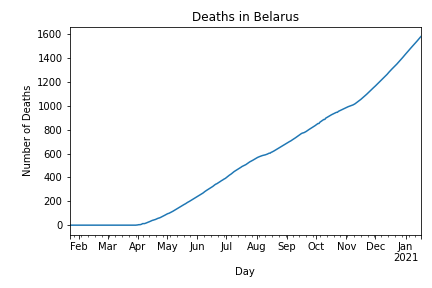 Deaths in Belarus
1600
1400
1200
1000
800
600
400
200
0
Number of Deaths
Feb Mar Apr May Jun Jul Aug Sep Oct Nov Dec Jan
2021
Day